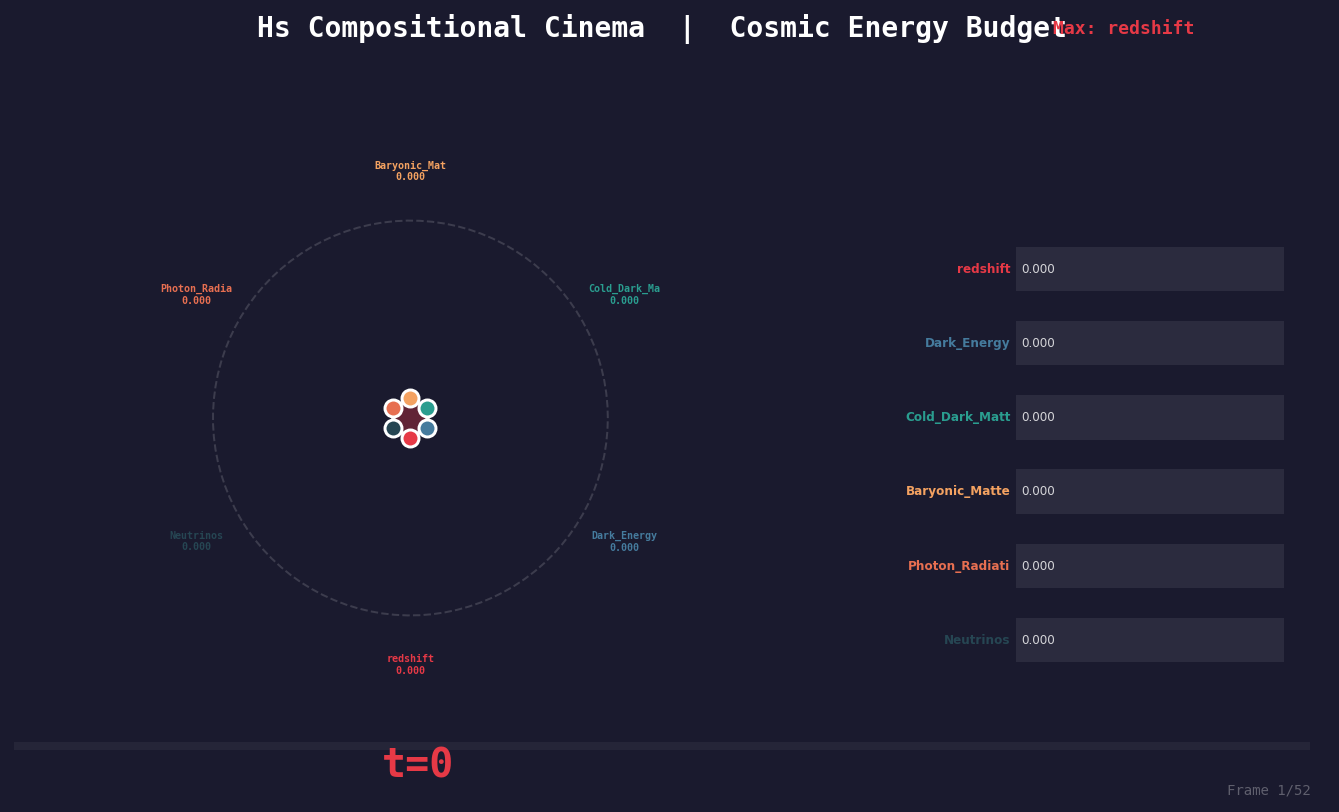 Hs Compositional Cinema | Cosmic Energy Budget
Max: redshift
Baryonic_Mat
0.000
Photon_Radia
0.000
Cold_Dark_Ma
0.000
Neutrinos
0.000
Dark_Energy
0.000
redshift
0.000
redshift 0.000
Dark_Energy 0.000
Cold_Dark_Matt 0.000
Baryonic_Matte 0.000
Photon_Radiati 0.000
Neutrinos 0.000
t=0
Frame 1/52